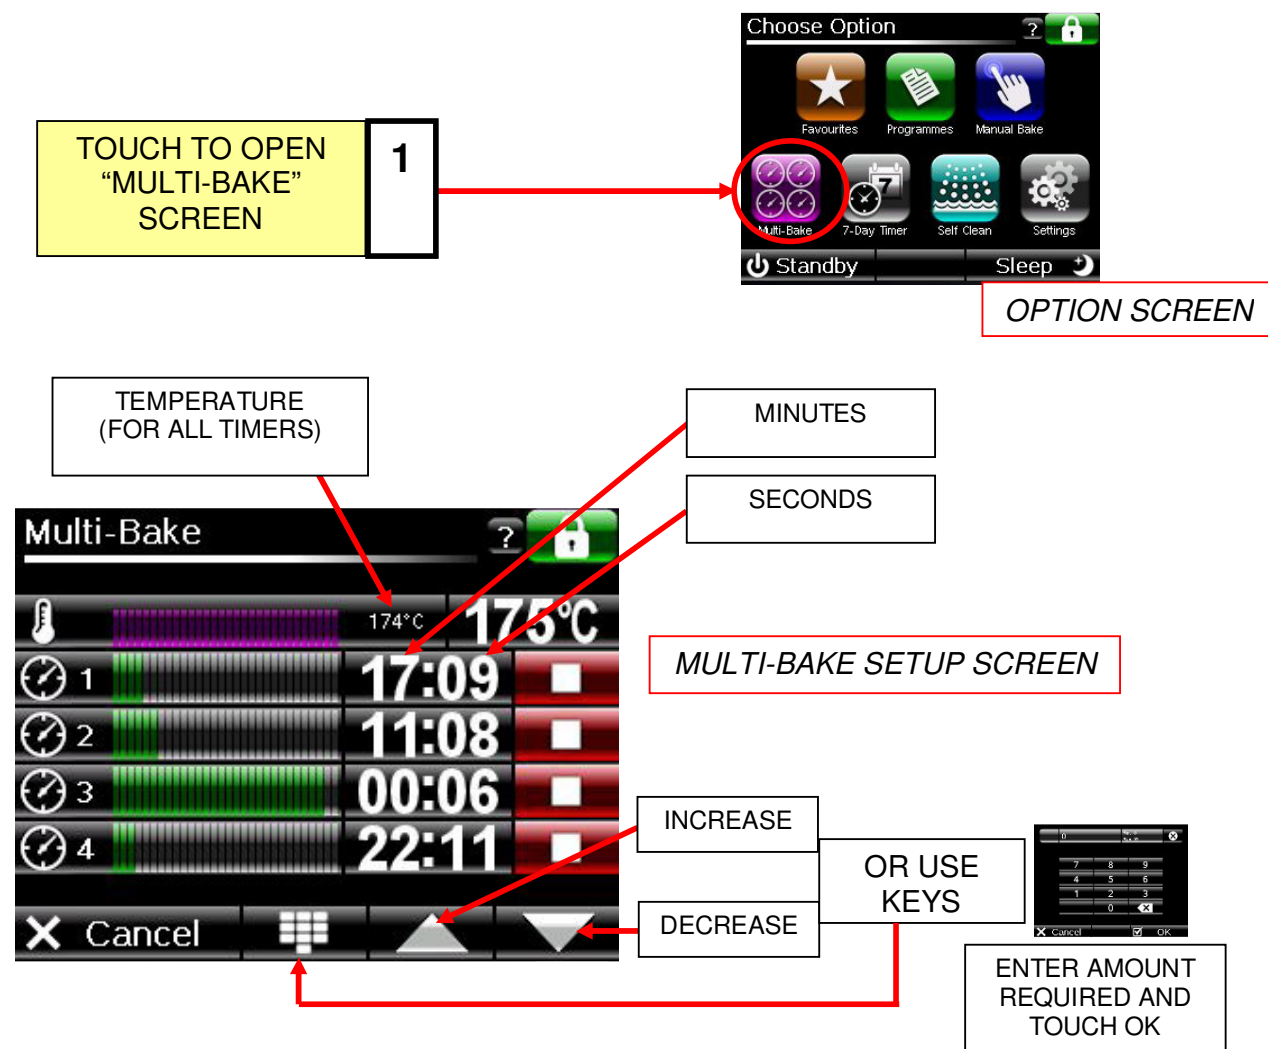 Choose Option
?
Favourites
Programmes
Manual Bake
TOUCH TO OPEN
“MULTI-BAKE”
SCREEN
1
7
Multi-Bake
7-Day Timer
Self Clean
Settings
Standby
Sleep
OPTION SCREEN
TEMPERATURE
(FOR ALL TIMERS)
MINUTES
SECONDS
Multi-Bake
?
174°C
175°C
1
17:09
2
11:08
3
00:06
4
22:11
MULTI-BAKE SETUP SCREEN
INCREASE
DECREASE
Cancel
OR USE
KEYS
0
7 8 9
4 5 6
1 2 3
0
Cancel
OK
ENTER AMOUNT
REQUIRED AND
TOUCH OK